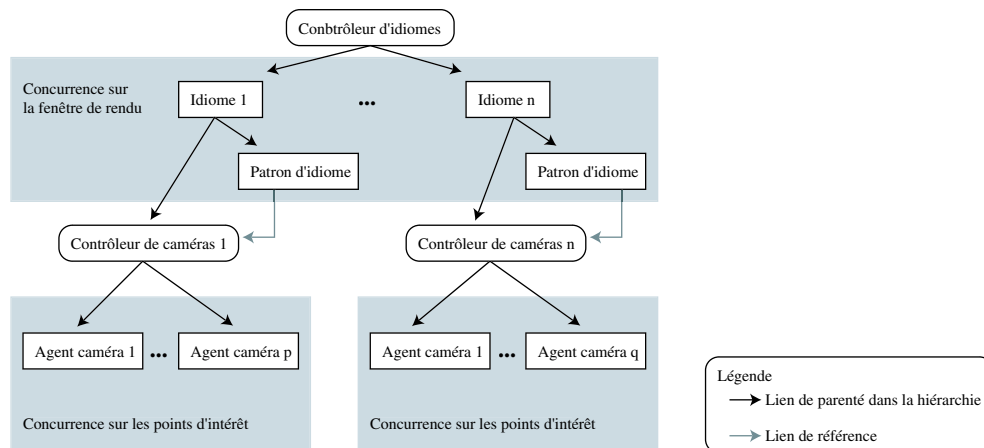 Conbtrôleur d'idiomes
Concurrence sur
la fenêtre de rendu
Idiome 1
...
Idiome n
Patron d'idiome
Patron d'idiome
Contrôleur de caméras 1
Contrôleur de caméras n
Agent caméra 1
...
Agent caméra p
Agent caméra 1
...
Agent caméra q
Concurrence sur les points d'intérêt
Concurrence sur les points d'intérêt
Légende
Lien de parenté dans la hiérarchie
Lien de référence